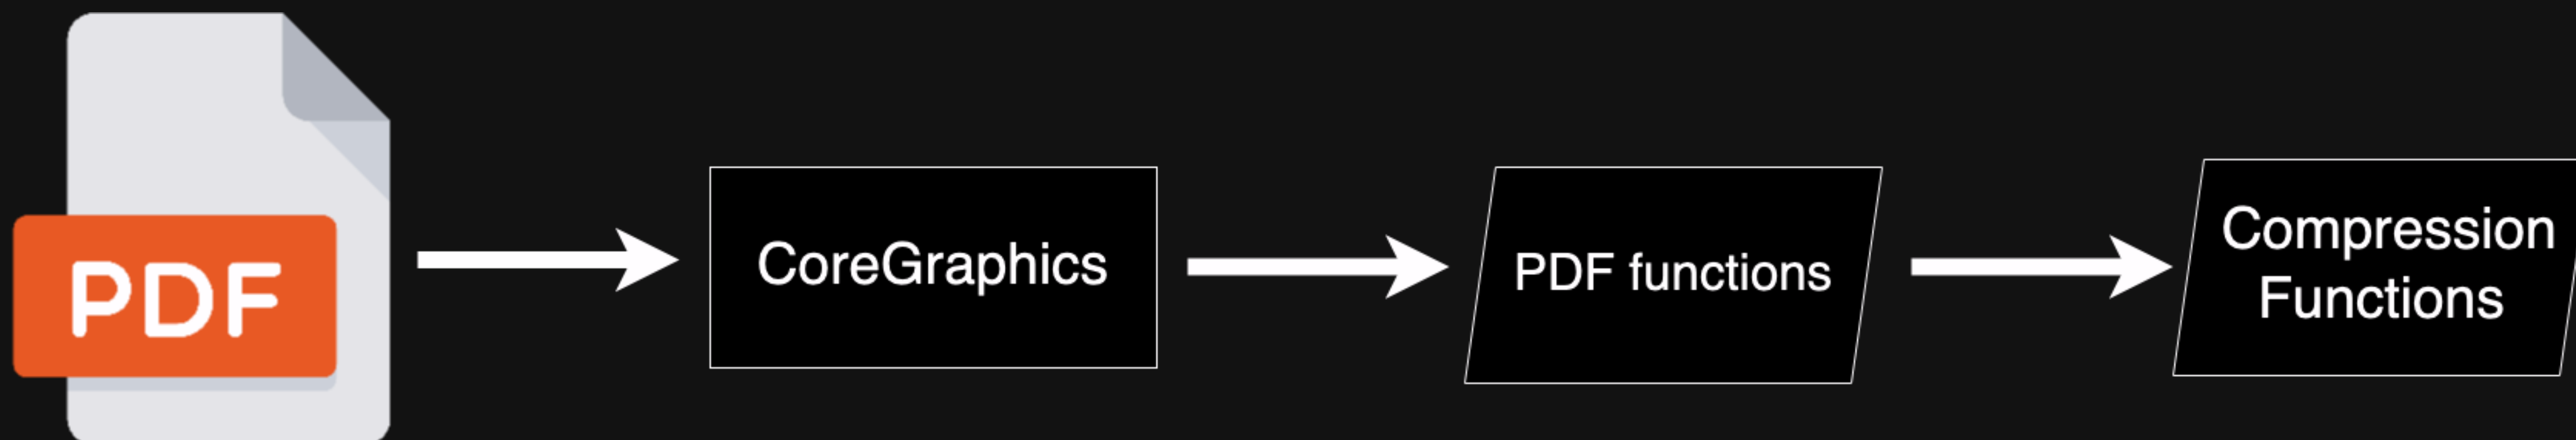 PDF
CoreGraphics
PDF functions
Compression
Functions